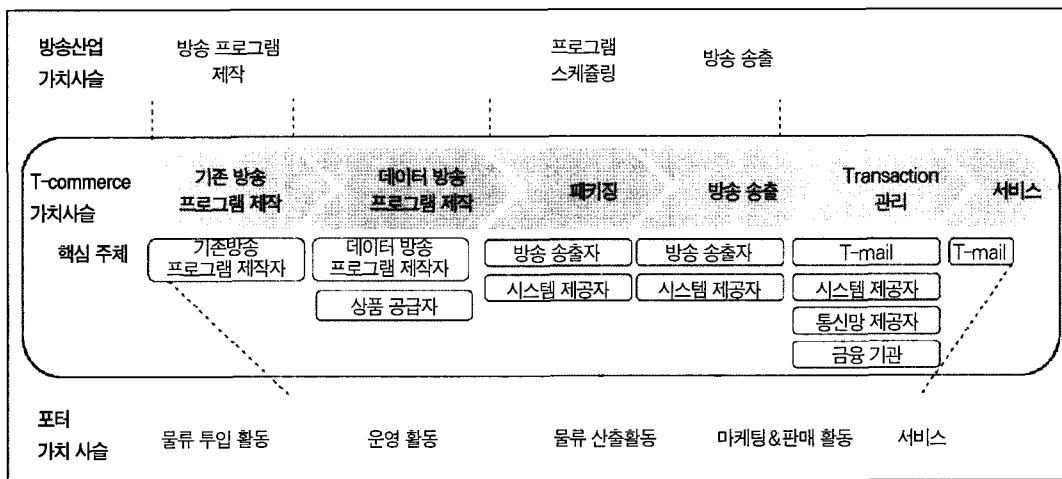 방송산업
가치사슬
방송 프로그램
제작
프로그램
스케쥴링
방송 송출
T-commerce
가치사슬
기존 방송
프로그램 제작
데이터 방송
프로그램 제작
패키징
방송 송출
Transaction
관리
서비스
핵심 주체
기존방송
프로그램 제작자
데이터 방송
프로그램 제작자
상품 공급자
방송 송출자
시스템 제공자
방송 송출자
시스템 제공자
T-mail
시스템 제공자
통신망 제공자
금융 기관
T-mail
포터
가치 사슬
물류 투입 활동
운영 활동
물류 산출활동
마케팅&판매 활동
서비스